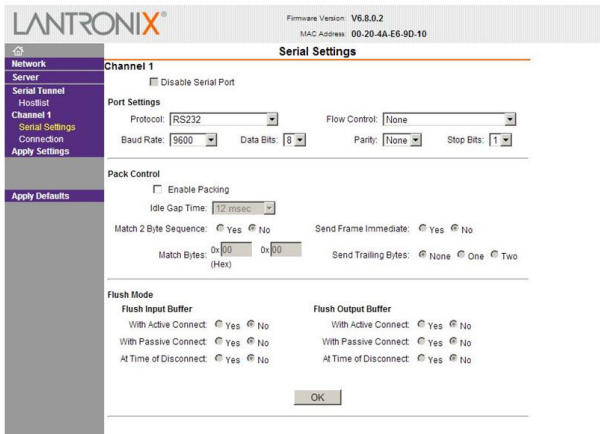 LANTRONIX®
Firmware Version: V6.8.0.2
MAC Address: 00-20-4A-E6-9D-10
Network
Server
Serial Tunnel
Hostlist
Channel 1
Serial Settings
Connection
Apply Settings
Apply Defaults
Serial Settings
Channel 1
Disable Serial Port
Port Settings
Protocol: RS232 Flow Control: None
Baud Rate: 9600 Data Bits: 8 Parity: None Stop Bits: 1
Pack Control
Enable Packing
Idle Gap Time: 12 msec
Match 2 Byte Sequence: Yes No Send Frame Immediate: Yes No
Match Bytes: 0x 00 0x 00 Send Trailing Bytes: None One Two
(Hex)
Flush Mode
Flush Input Buffer Flush Output Buffer
With Active Connect: Yes No With Active Connect: Yes No
With Passive Connect: Yes No With Passive Connect: Yes No
At Time of Disconnect: Yes No At Time of Disconnect: Yes No
OK